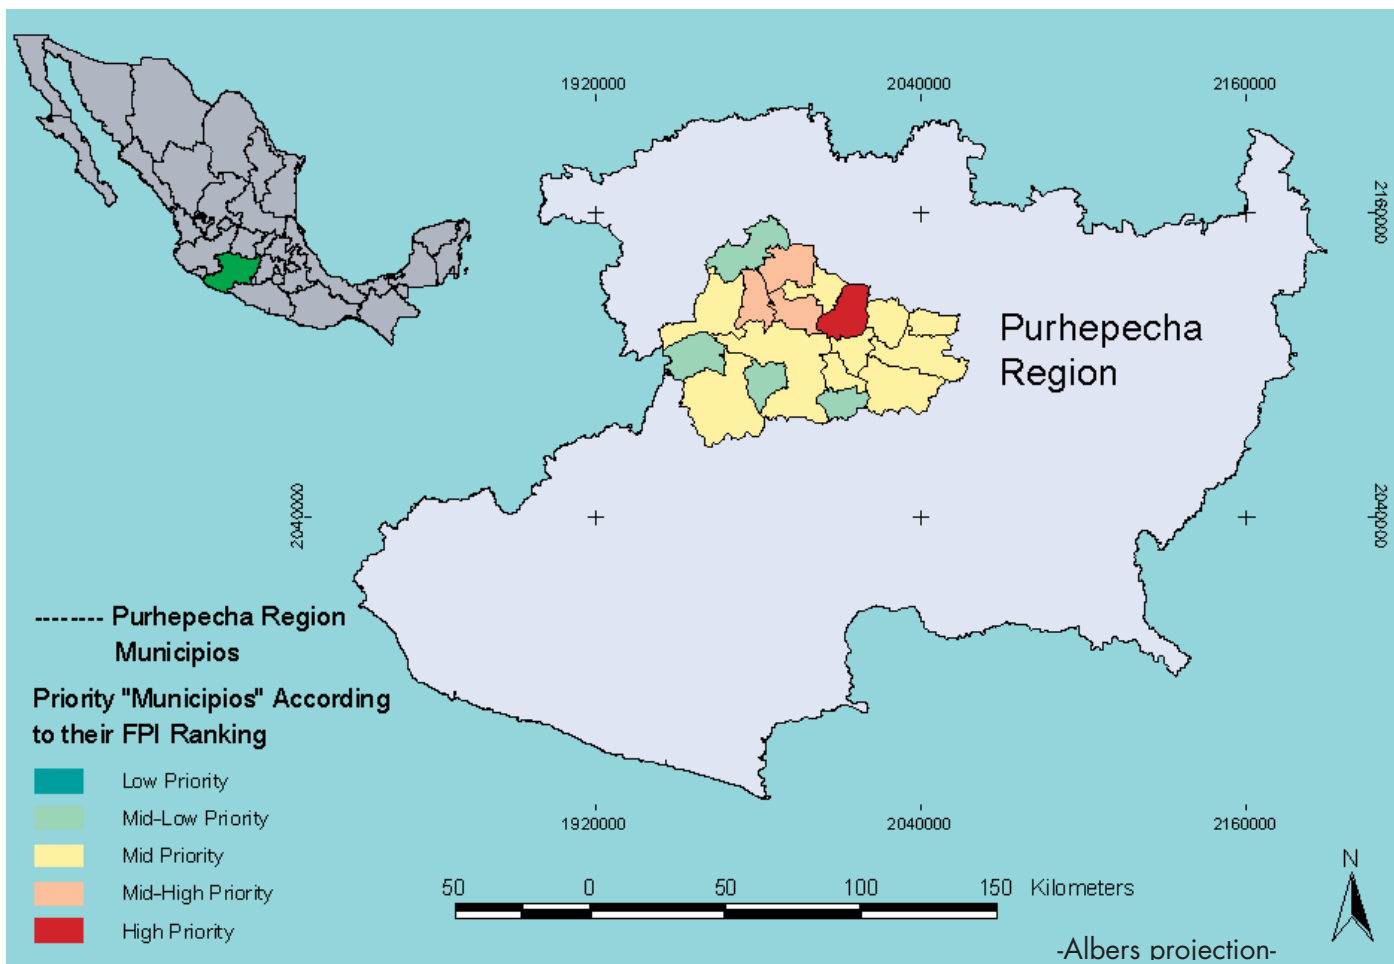 1920000
2040000
2160000
2160000
Purhepecha
Region
2040000
2040000
-------- Purhepecha Region
Municipios
Priority "Municipios" According
to their FPI Ranking
Low Priority
Mid-Low Priority
Mid Priority
Mid-High Priority
High Priority
1920000
2040000
2160000
50 0 50 100 150 Kilometers
N
-Albers projection-